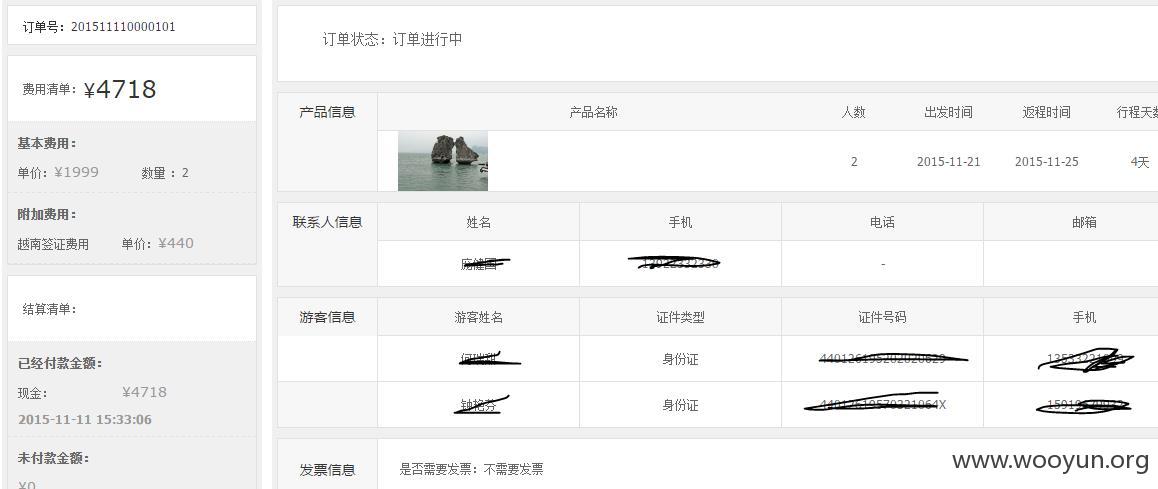 订单号：201511110000101
费用清单：¥4718
基本费用：
单价：¥1999 数量：2
附加费用：
越南签证费用 单价：¥440
结算清单：
已经付款金额：
现金： ¥4718
2015-11-11 15:33:06
未付款金额：
¥0
订单状态：订单进行中
产品信息 产品名称 人数 出发时间 返程时间 行程天数
2 2015-11-21 2015-11-25 4天
联系人信息 姓名 手机 电话 邮箱
-
游客信息 游客姓名 证件类型 证件号码 手机
身份证
身份证
发票信息 是否需要发票：不需要发票
www.wooyun.org